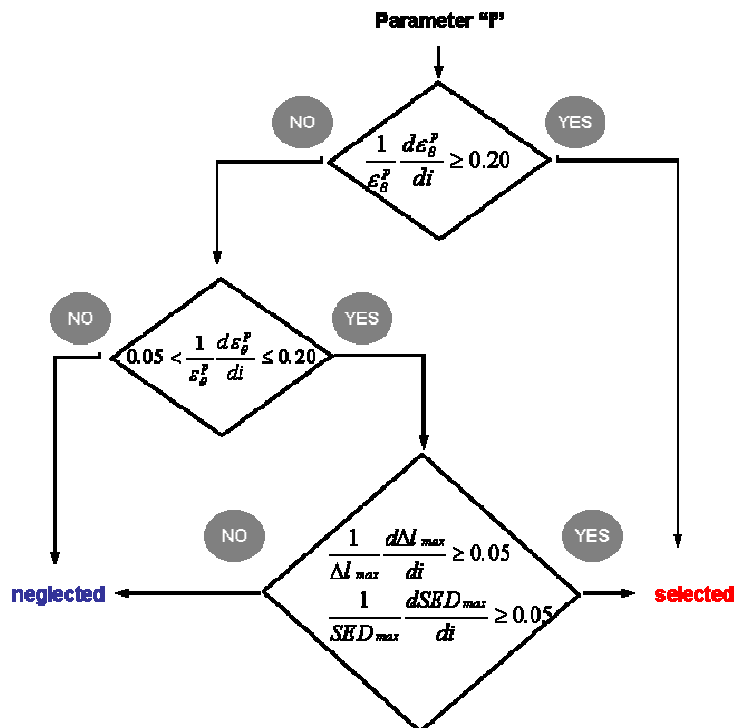 Parameter "i"
NO
YES
1/ε_θ^p dε_θ^p/di ≥ 0.20
NO
YES
0.05 < 1/ε_θ^p dε_θ^p/di ≤ 0.20
NO
YES
1/Δl_max dΔl_max/di ≥ 0.05
1/SED_max dSED_max/di ≥ 0.05
neglected
selected